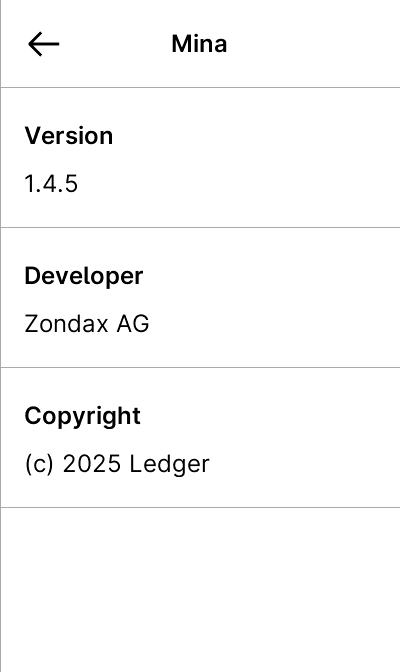 Mina
Version
1.4.5
Developer
Zondax AG
Copyright
(c) 2025 Ledger